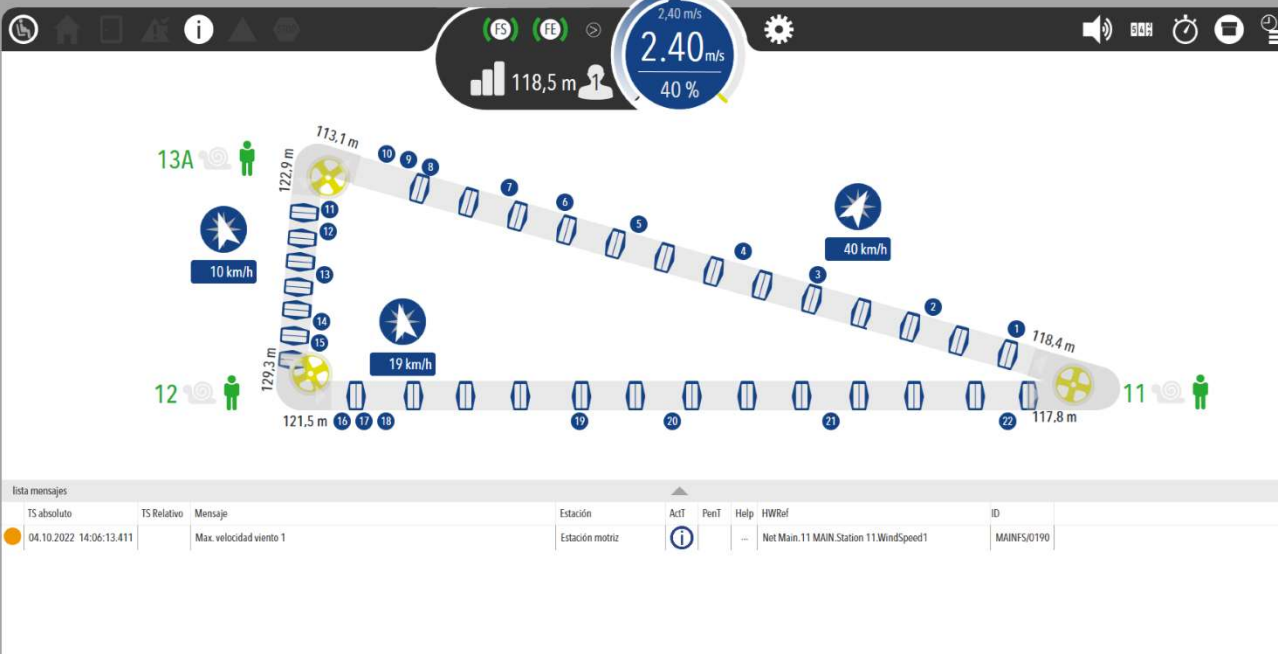 2,40 m/s
FS FE
2.40 m/s
118,5 m 1
40 %
113,1 m
13A
122,9 m
10 9 8
7
6
5
4
3
2
1
40 km/h
118,4 m
11
12
13
14
15
10 km/h
19 km/h
129,3 m
12
11
121,5 m 16 17 18 19 20 21 22 117,8 m
lista mensajes
TS absoluto TS Relativo Mensaje Estación ActT PenT Help HWRef ID
04.10.2022 14:06:13.411 Max. velocidad viento 1 Estación motriz i ... Net Main.11 MAIN.Station 11.WindSpeed1 MAINFS/0190